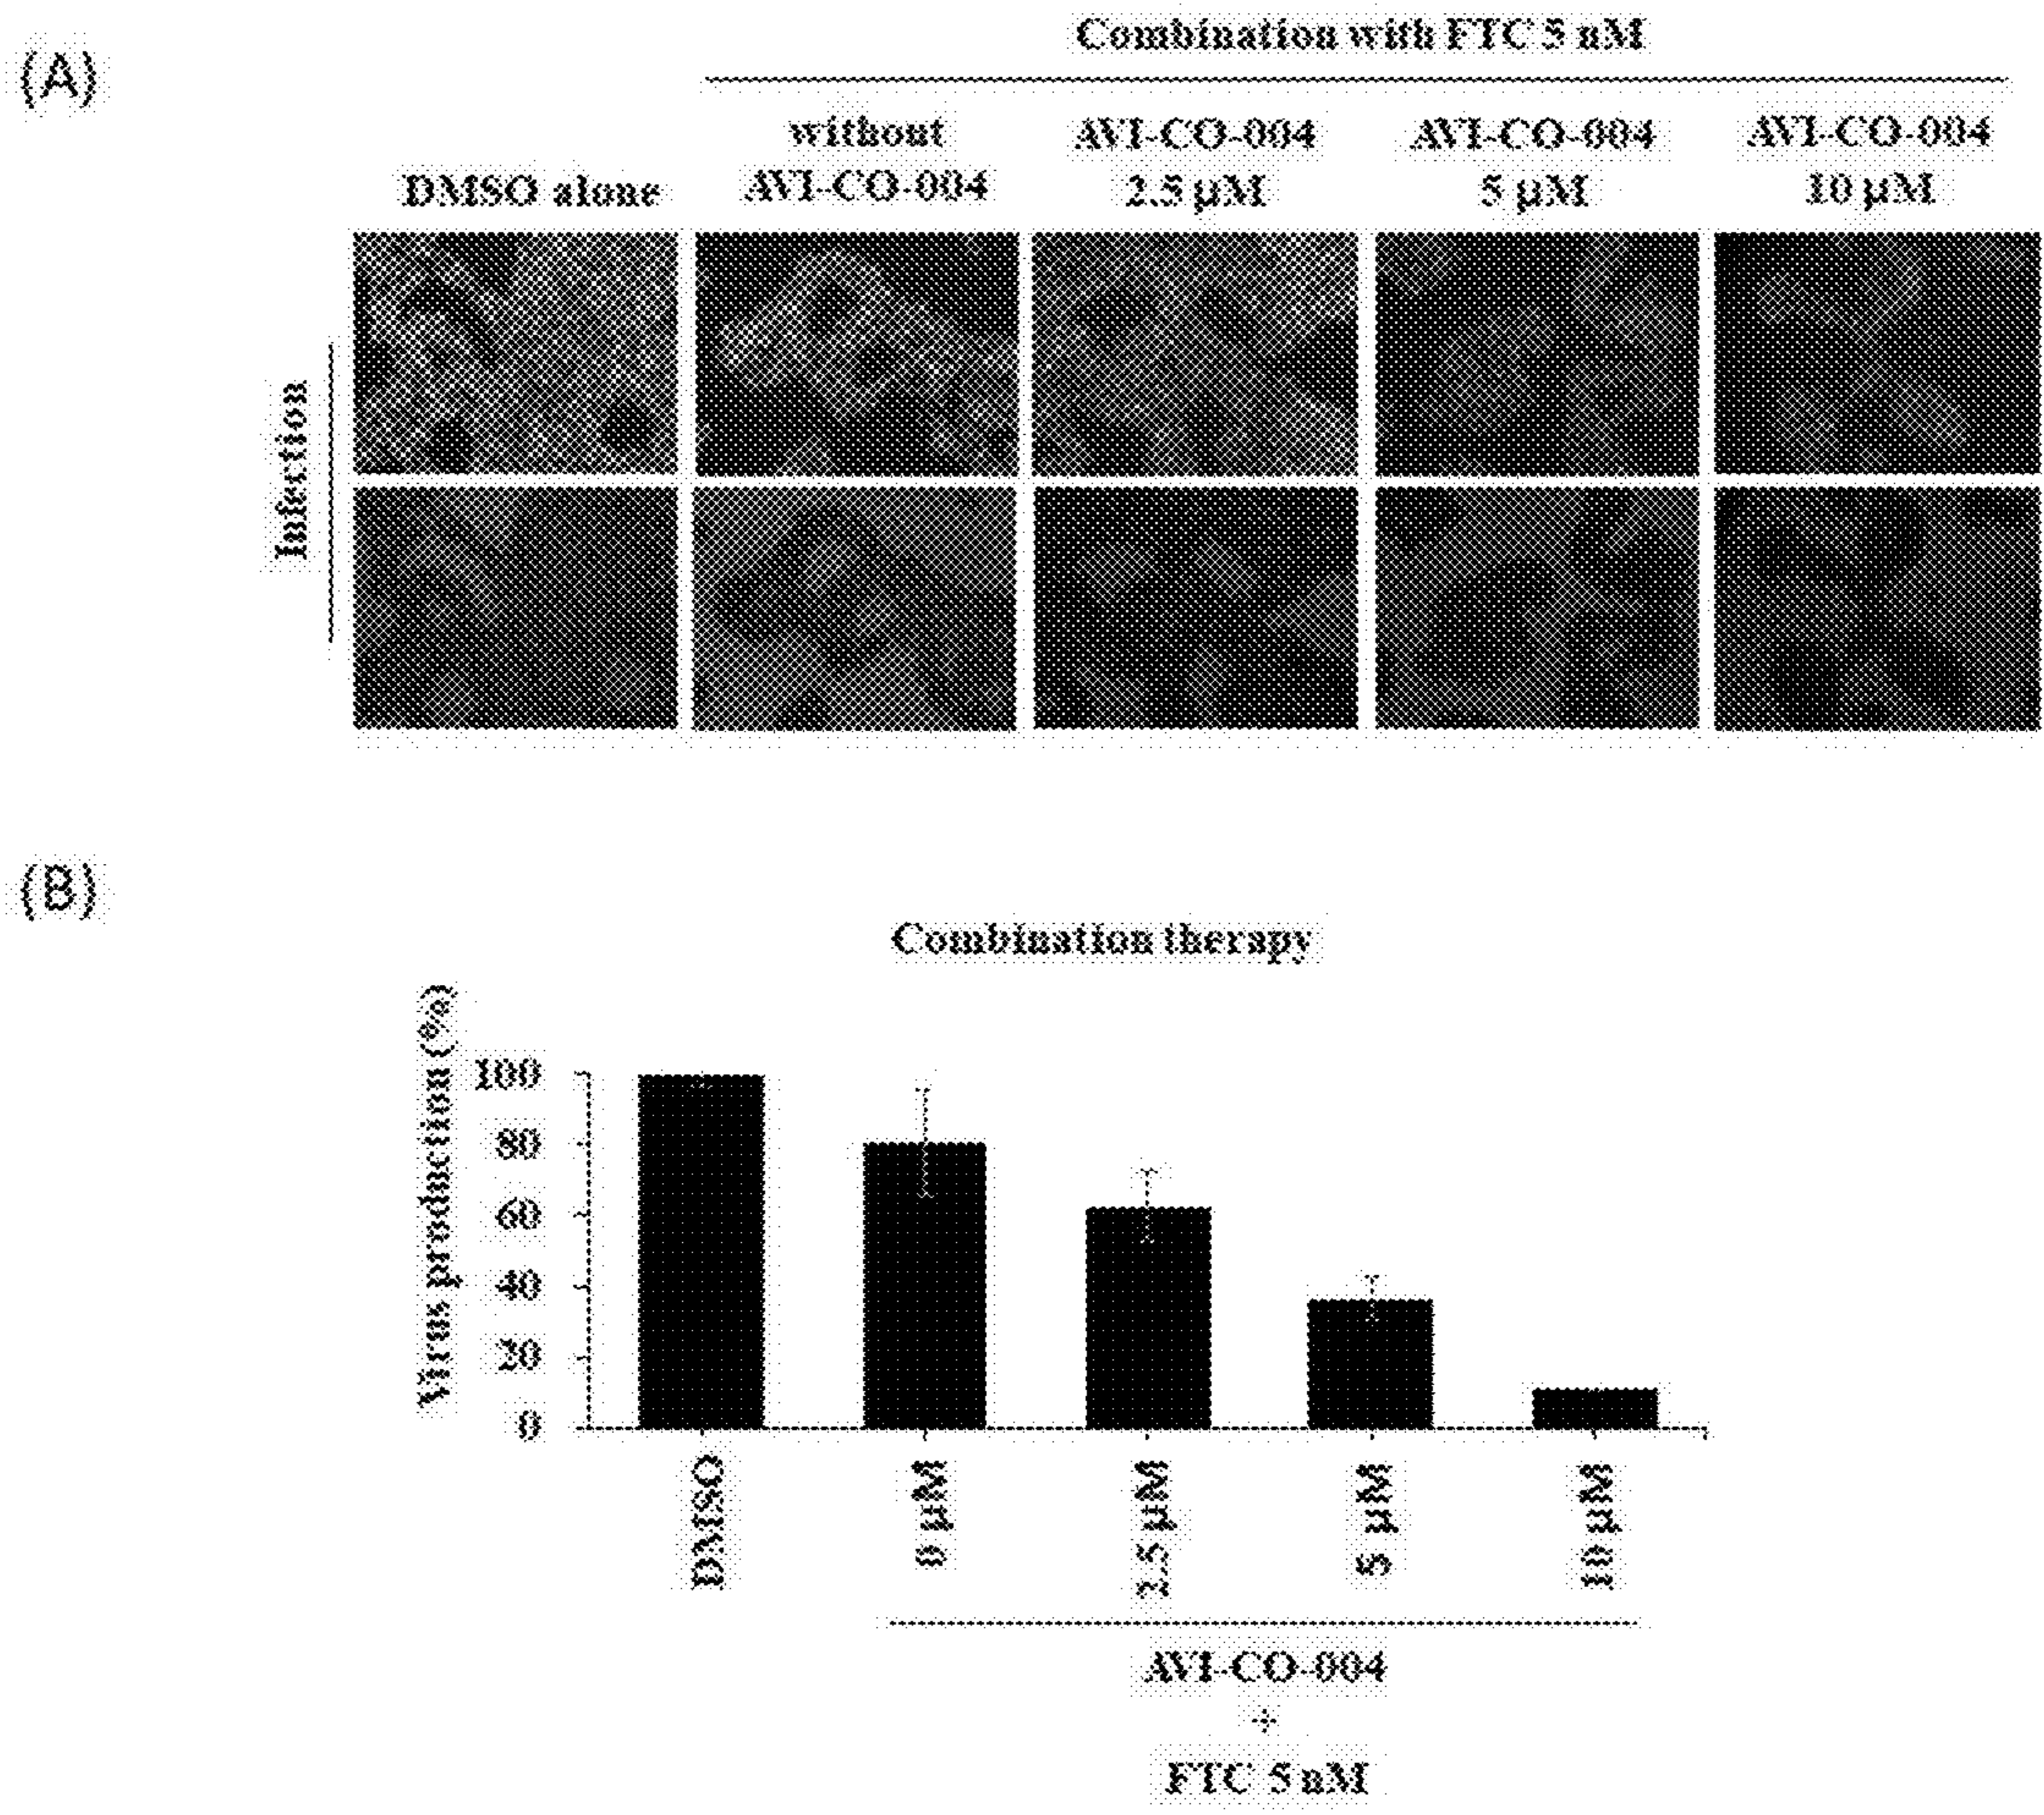 (A)
Combination with FTC 5 nM
DMSO alone
without
AVI-CO-004
AVI-CO-004
2.5 µM
AVI-CO-004
5 µM
AVI-CO-004
10 µM
Infection
(B)
Combination therapy
Virus production (%)
100
80
60
40
20
0
DMSO
0 µM
2.5 µM
5 µM
10 µM
AVI-CO-004
+
FTC 5 nM